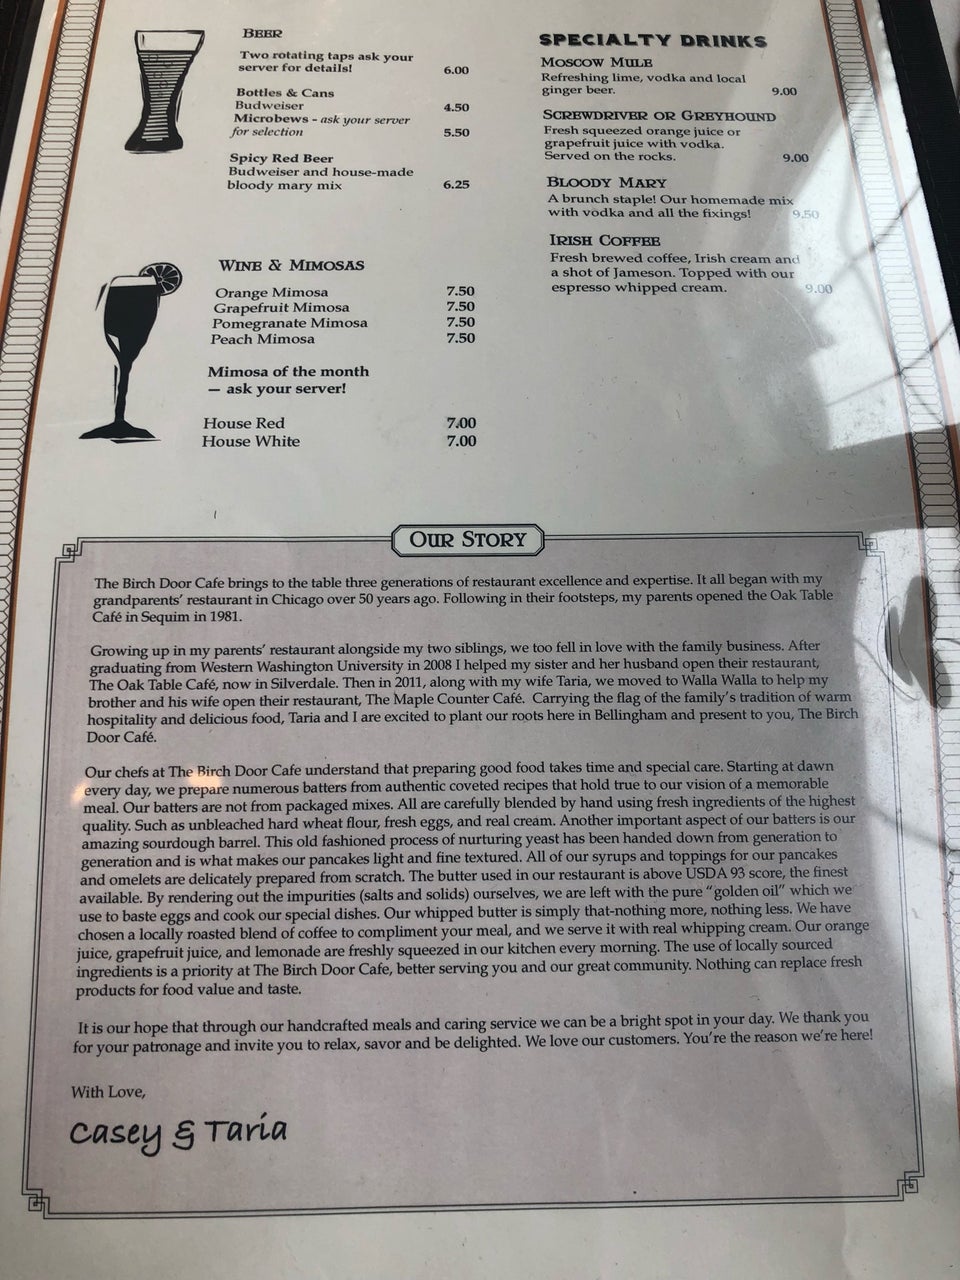 BEER
Two rotating taps ask your
server for details! 6.00
Bottles & Cans
Budweiser 4.50
Microbews - ask your server
for selection 5.50
Spicy Red Beer
Budweiser and house-made
bloody mary mix 6.25
WINE & MIMOSAS
Orange Mimosa 7.50
Grapefruit Mimosa 7.50
Pomegranate Mimosa 7.50
Peach Mimosa 7.50
Mimosa of the month
— ask your server!
House Red 7.00
House White 7.00
SPECIALTY DRINKS
MOSCOW MULE
Refreshing lime, vodka and local
ginger beer. 9.00
SCREWDRIVER OR GREYHOUND
Fresh squeezed orange juice or
grapefruit juice with vodka.
Served on the rocks. 9.00
BLOODY MARY
A brunch staple! Our homemade mix
with vodka and all the fixings! 9.50
IRISH COFFEE
Fresh brewed coffee, Irish cream and
a shot of Jameson. Topped with our
espresso whipped cream. 9.00
OUR STORY
The Birch Door Cafe brings to the table three generations of restaurant excellence and expertise. It all began with my
grandparents' restaurant in Chicago over 50 years ago. Following in their footsteps, my parents opened the Oak Table
Café in Sequim in 1981.
Growing up in my parents' restaurant alongside my two siblings, we too fell in love with the family business. After
graduating from Western Washington University in 2008 I helped my sister and her husband open their restaurant,
The Oak Table Café, now in Silverdale. Then in 2011, along with my wife Taria, we moved to Walla Walla to help my
brother and his wife open their restaurant, The Maple Counter Café. Carrying the flag of the family's tradition of warm
hospitality and delicious food, Taria and I are excited to plant our roots here in Bellingham and present to you, The Birch
Door Café.
Our chefs at The Birch Door Cafe understand that preparing good food takes time and special care. Starting at dawn
every day, we prepare numerous batters from authentic coveted recipes that hold true to our vision of a memorable
meal. Our batters are not from packaged mixes. All are carefully blended by hand using fresh ingredients of the highest
quality. Such as unbleached hard wheat flour, fresh eggs, and real cream. Another important aspect of our batters is our
amazing sourdough barrel. This old fashioned process of nurturing yeast has been handed down from generation to
generation and is what makes our pancakes light and fine textured. All of our syrups and toppings for our pancakes
and omelets are delicately prepared from scratch. The butter used in our restaurant is above USDA 93 score, the finest
available. By rendering out the impurities (salts and solids) ourselves, we are left with the pure "golden oil" which we
use to baste eggs and cook our special dishes. Our whipped butter is simply that-nothing more, nothing less. We have
chosen a locally roasted blend of coffee to compliment your meal, and we serve it with real whipping cream. Our orange
juice, grapefruit juice, and lemonade are freshly squeezed in our kitchen every morning. The use of locally sourced
ingredients is a priority at The Birch Door Cafe, better serving you and our great community. Nothing can replace fresh
products for food value and taste.
It is our hope that through our handcrafted meals and caring service we can be a bright spot in your day. We thank you
for your patronage and invite you to relax, savor and be delighted. We love our customers. You're the reason we're here!
With Love,
Casey & Taria